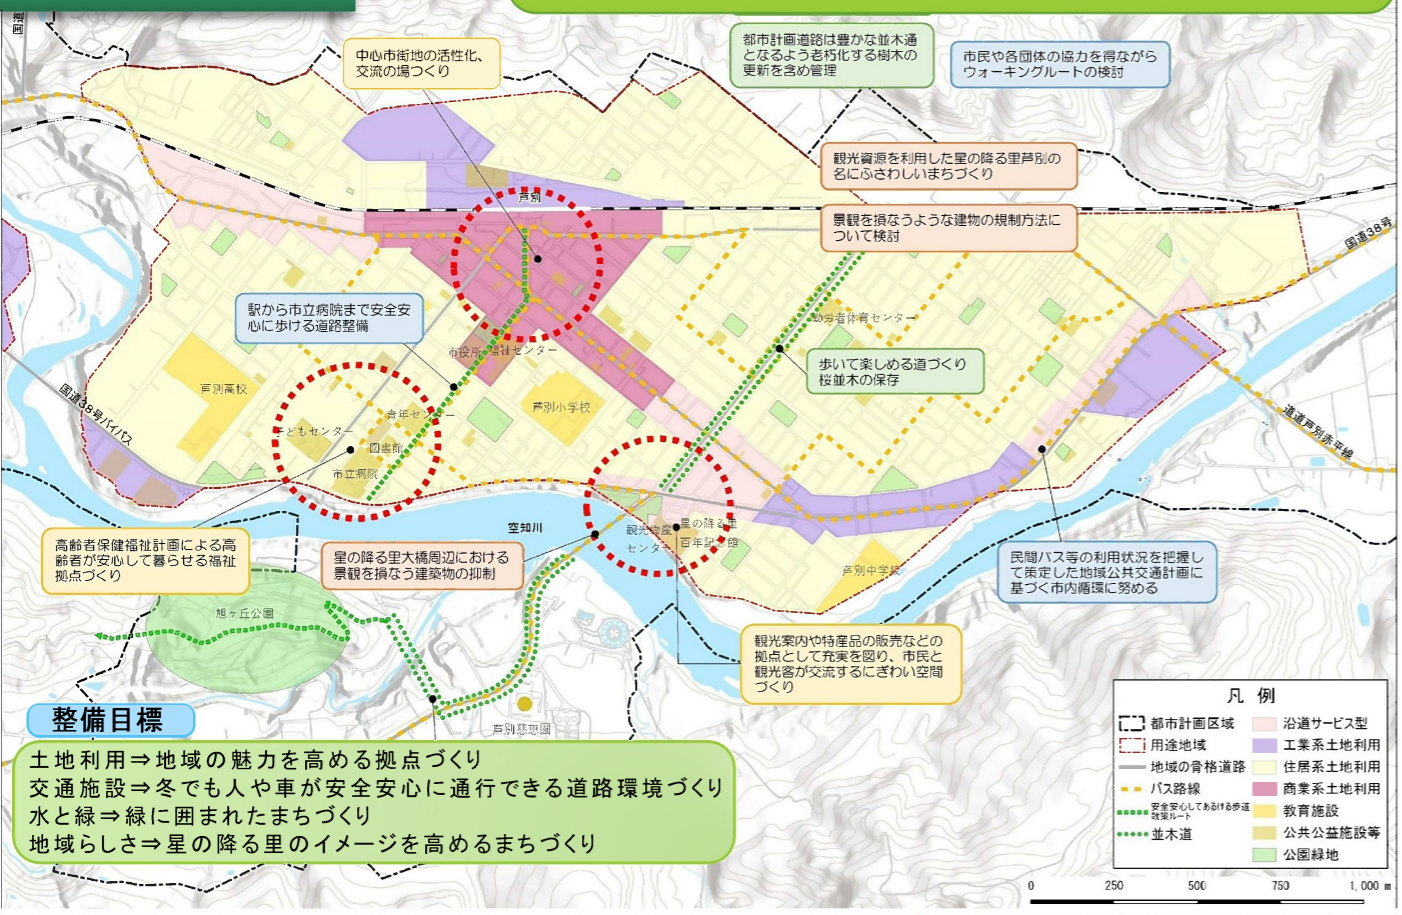 国道
中心市街地の活性化、
交流の場つくり
都市計画道路は豊かな並木通
となるよう老朽化する樹木の
更新を含め管理
市民や各団体の協力を得ながら
ウォーキングルートの検討
観光資源を利用した星の降る里芦別の
名にふさわしいまちづくり
芦別
景観を損なうような建物の規制方法に
ついて検討
国道38号
駅から市立病院まで安全安
心に歩ける道路整備
勤労者体育センター
市役所
福祉センター
歩いて楽しめる道づくり
桜並木の保存
芦別高校
国道38号バイパス
青年センター
芦別小学校
子どもセンター
図書館
市立病院
道道芦別赤平線
空知川
観光物産
センター
星の降る里
百年記念館
高齢者保健福祉計画による高
齢者が安心して暮らせる福祉
拠点づくり
星の降る里大橋周辺における
景観を損なう建築物の抑制
芦別中学校
民間バス等の利用状況を把握し
て策定した地域公共交通計画に
基づく市内循環に努める
旭ヶ丘公園
観光案内や特産品の販売などの
拠点として充実を図り、市民と
観光客が交流するにぎわい空間
づくり
芦別慈恵園
整備目標
土地利用⇒地域の魅力を高める拠点づくり
交通施設⇒冬でも人や車が安全安心に通行できる道路環境づくり
水と緑⇒緑に囲まれたまちづくり
地域らしさ⇒星の降る里のイメージを高めるまちづくり
凡 例
都市計画区域
用途地域
地域の骨格道路
バス路線
安全安心してあるける歩道
散策ルート
並木道
沿道サービス型
工業系土地利用
住居系土地利用
商業系土地利用
教育施設
公共公益施設等
公園緑地
0 250 500 750 1,000 m